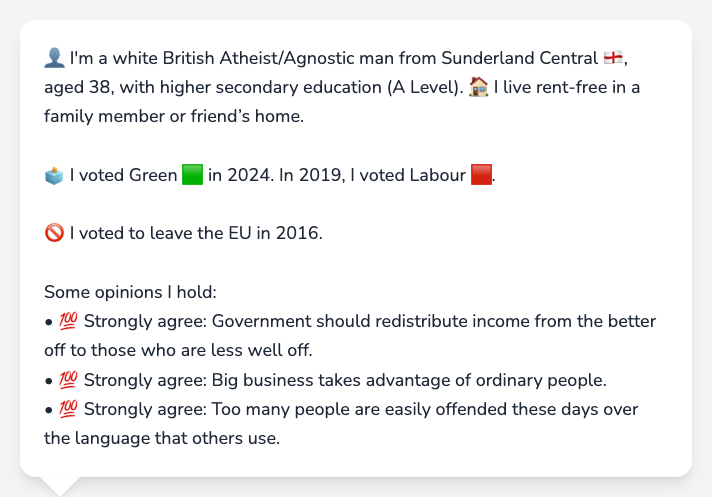 👤 I'm a white British Atheist/Agnostic man from Sunderland Central 🏴󠁧󠁢󠁥󠁮󠁧󠁿,
aged 38, with higher secondary education (A Level). 🏠 I live rent-free in a
family member or friend’s home.
🗳️ I voted Green 🟩 in 2024. In 2019, I voted Labour 🟥.
🚫 I voted to leave the EU in 2016.
Some opinions I hold:
• 💯 Strongly agree: Government should redistribute income from the better
off to those who are less well off.
• 💯 Strongly agree: Big business takes advantage of ordinary people.
• 💯 Strongly agree: Too many people are easily offended these days over
the language that others use.